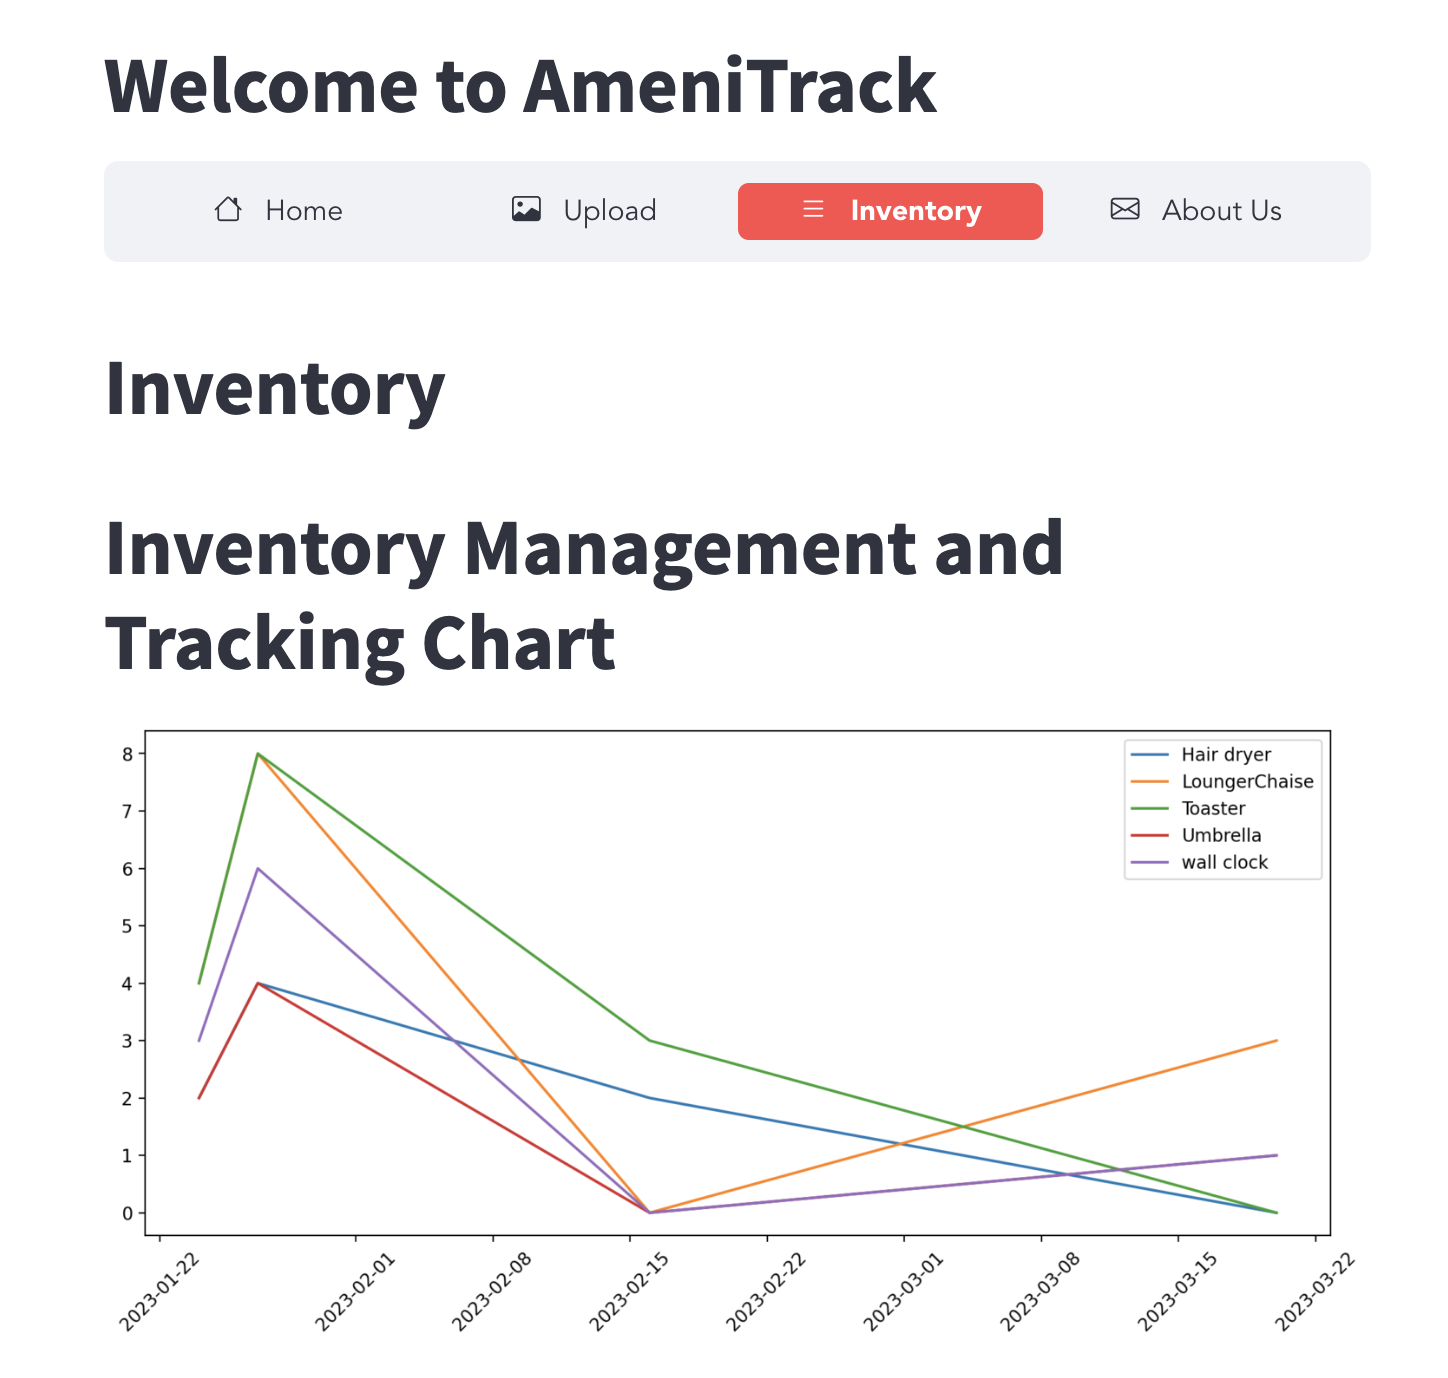 Welcome to AmeniTrack
Home
Upload
Inventory
About Us
Inventory
Inventory Management and
Tracking Chart
8
7
6
5
4
3
2
1
0
Hair dryer
LoungerChaise
Toaster
Umbrella
wall clock
2023-01-22
2023-02-01
2023-02-08
2023-02-15
2023-02-22
2023-03-01
2023-03-08
2023-03-15
2023-03-22